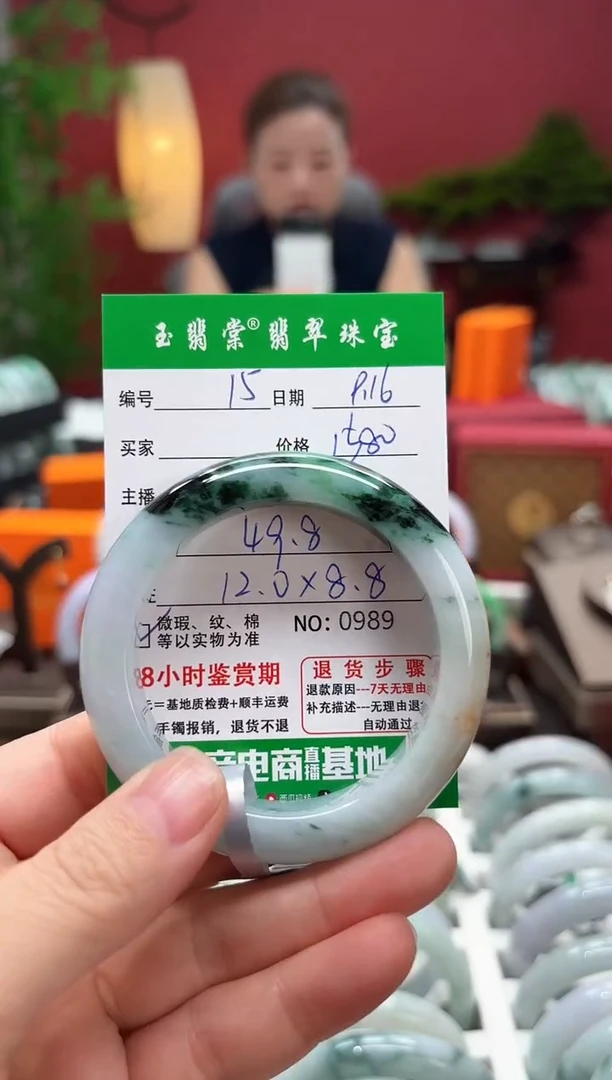 玉翡棠®翡翠珠宝
编号 15 日期 P.16
买家 价格
主播
49.8
12.0×8.8
微瑕、纹、棉
等以实物为准
NO: 0989
8小时鉴赏期
=基地质检费+顺丰运费
手镯报销，退货不退
退货步骤
退款原因---7天无理由
补充描述---无理由退
自动通过
电商直播基地